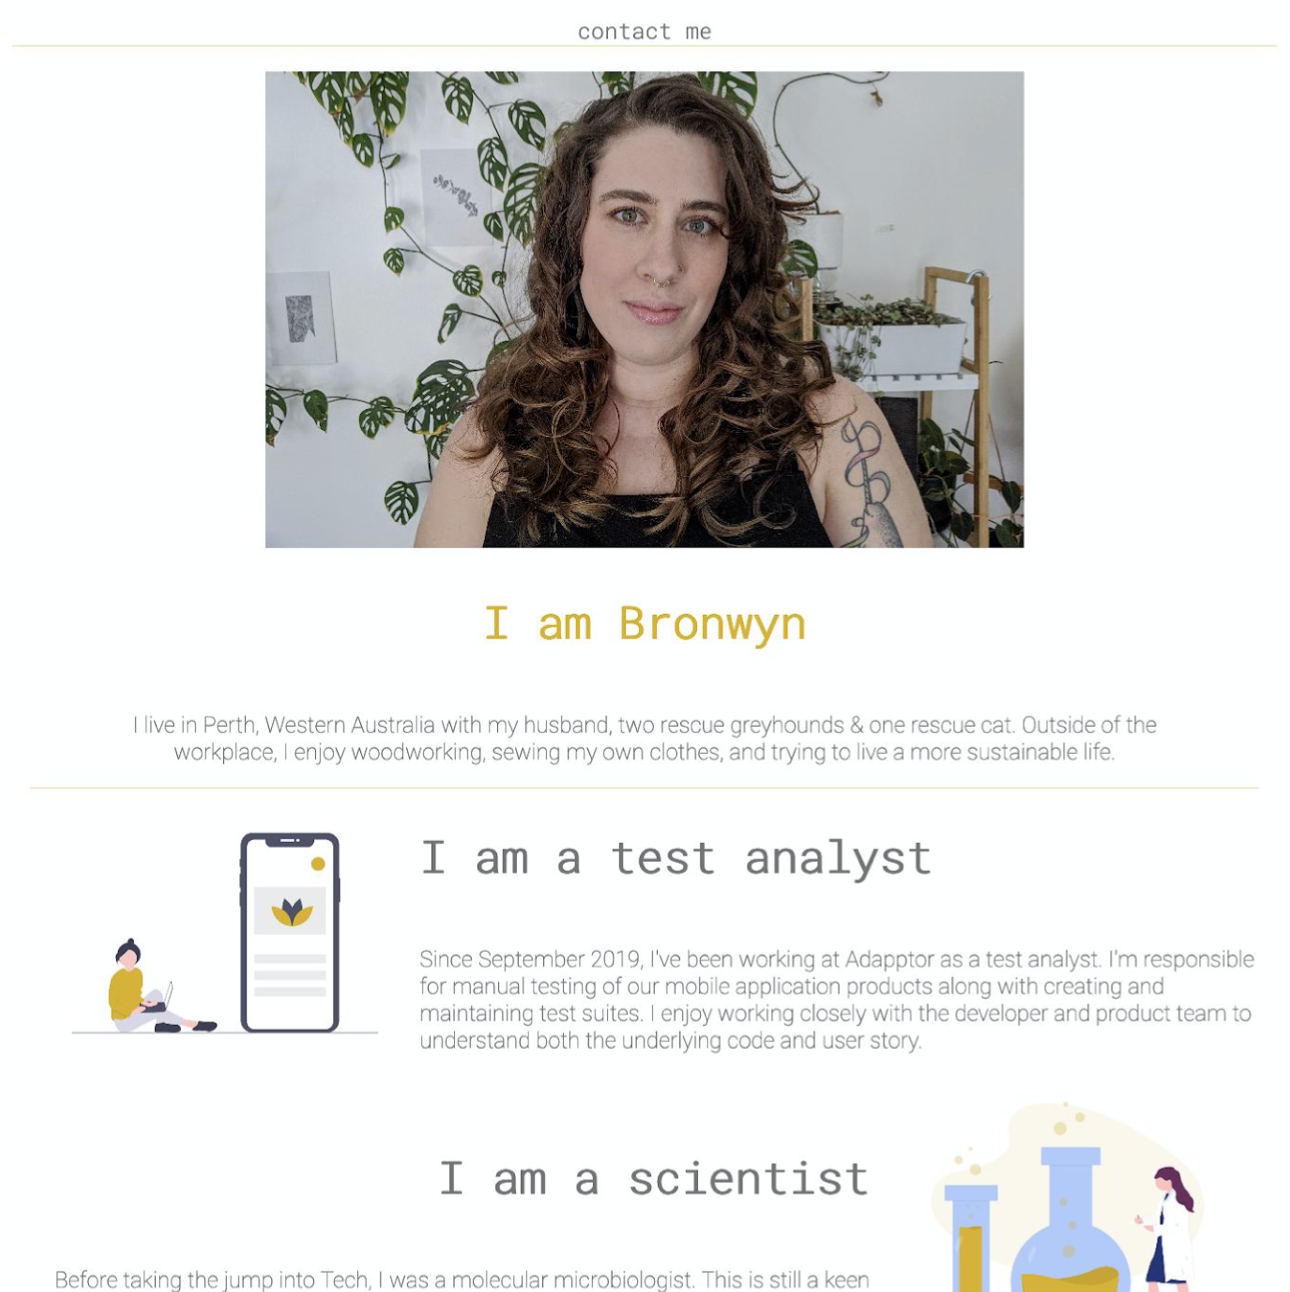 contact me
I am Bronwyn
I live in Perth, Western Australia with my husband, two rescue greyhounds & one rescue cat. Outside of the
workplace, I enjoy woodworking, sewing my own clothes, and trying to live a more sustainable life.
I am a test analyst
Since September 2019, I've been working at Adapptor as a test analyst. I'm responsible
for manual testing of our mobile application products along with creating and
maintaining test suites. I enjoy working closely with the developer and product team to
understand both the underlying code and user story.
I am a scientist
Before taking the jump into Tech, I was a molecular microbiologist. This is still a keen